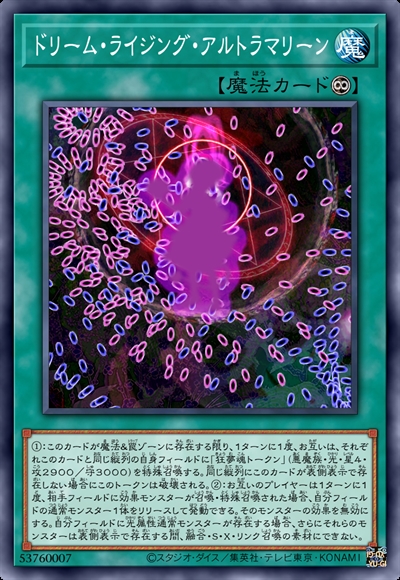 ドリーム・ライジング・アルトラマリーン
魔
ま ほう
【魔法カード】
①:このカードが魔法&罠ゾーンに存在する限り、1ターンに1度、お互いは、それぞ
れこのカードと同じ縦列の自身フィールドに「狂夢魂トークン」(悪魔族・光・星4・
攻2900/守3000)を特殊召喚する。同じ縦列にこのカードが表側表示で存
在しない場合にこのトークンは破壊される。②:お互いのプレイヤーは1ターンに1
度、相手フィールドに効果モンスターが召喚・特殊召喚された場合、自分フィール
ドの通常モンスター1体をリリースして発動できる。そのモンスターの効果を無効に
する。自分フィールドに光属性通常モンスターが存在する場合、さらにそれらのモ
ンスターは表側表示で存在する間、融合・S・X・リンク召喚の素材にできない。
53760007
©スタジオ・ダイス/集英社・テレビ東京・KONAMI